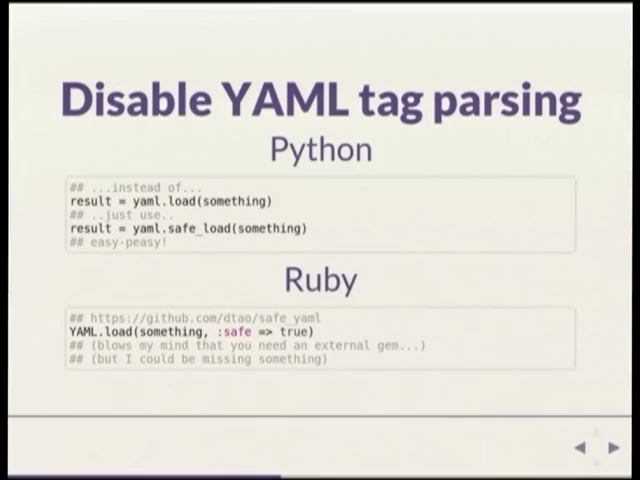 Disable YAML tag parsing
Python
## ...instead of...
result = yaml.load(something)
## ..just use..
result = yaml.safe_load(something)
## easy-peasy!
Ruby
## https://github.com/dtao/safe_yaml
YAML.load(something, :safe => true)
## (blows my mind that you need an external gem...)
## (but I could be missing something)